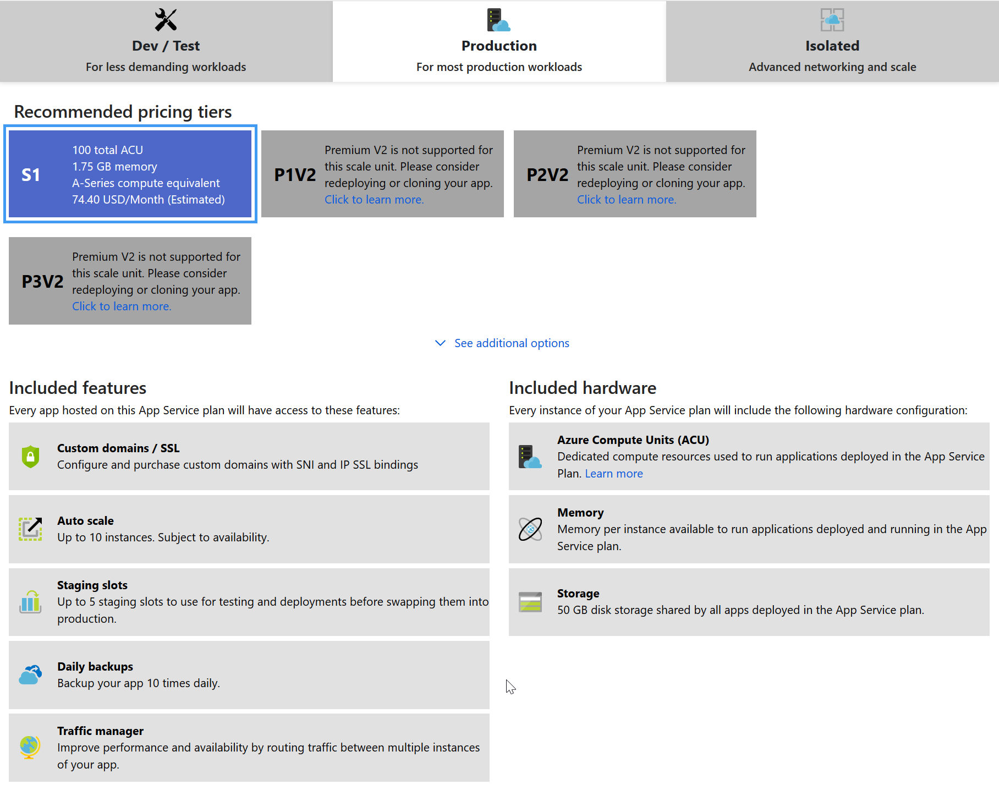 Dev / Test
For less demanding workloads
Production
For most production workloads
Isolated
Advanced networking and scale
Recommended pricing tiers
S1
100 total ACU
1.75 GB memory
A-Series compute equivalent
74.40 USD/Month (Estimated)
P1V2
Premium V2 is not supported for
this scale unit. Please consider
redeploying or cloning your app.
Click to learn more.
P2V2
Premium V2 is not supported for
this scale unit. Please consider
redeploying or cloning your app.
Click to learn more.
P3V2
Premium V2 is not supported for
this scale unit. Please consider
redeploying or cloning your app.
Click to learn more.
See additional options
Included features
Every app hosted on this App Service plan will have access to these features:
Custom domains / SSL
Configure and purchase custom domains with SNI and IP SSL bindings
Auto scale
Up to 10 instances. Subject to availability.
Staging slots
Up to 5 staging slots to use for testing and deployments before swapping them into
production.
Daily backups
Backup your app 10 times daily.
Traffic manager
Improve performance and availability by routing traffic between multiple instances
of your app.
Included hardware
Every instance of your App Service plan will include the following hardware configuration:
Azure Compute Units (ACU)
Dedicated compute resources used to run applications deployed in the App Service
Plan. Learn more
Memory
Memory per instance available to run applications deployed and running in the App
Service plan.
Storage
50 GB disk storage shared by all apps deployed in the App Service plan.